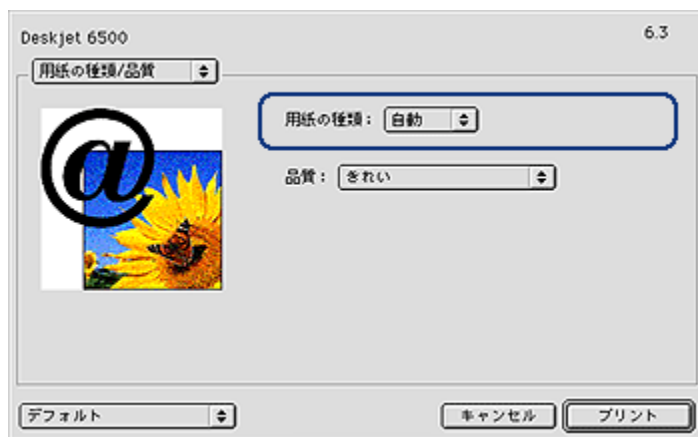 Deskjet 6500
6.3
用紙の種類/品質
用紙の種類： 自動
品質： きれい
@
デフォルト
キャンセル
プリント